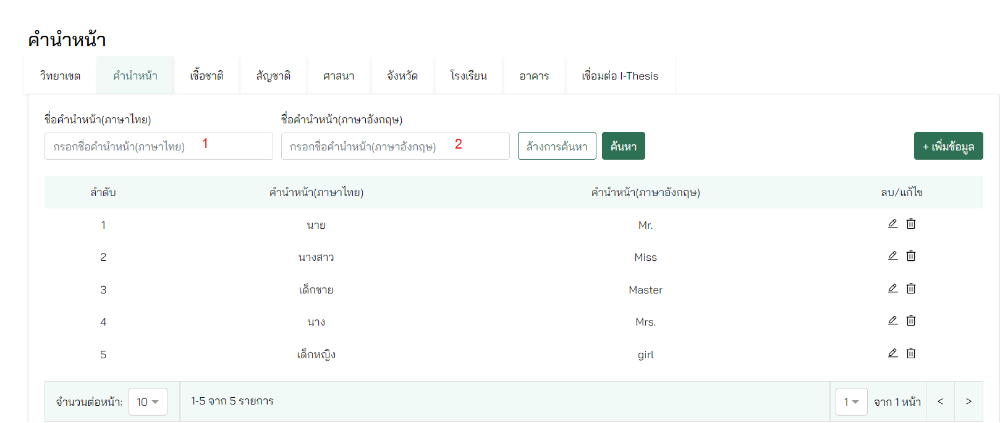 คำนำหน้า
วิทยาเขต คำนำหน้า เชื้อชาติ สัญชาติ ศาสนา จังหวัด โรงเรียน อาคาร เชื่อมต่อ I-Thesis
ชื่อคำนำหน้า(ภาษาไทย) ชื่อคำนำหน้า(ภาษาอังกฤษ)
กรอกชื่อคำนำหน้า(ภาษาไทย) 1 กรอกชื่อคำนำหน้า(ภาษาอังกฤษ) 2 ล้างการค้นหา ค้นหา + เพิ่มข้อมูล
ลำดับ คำนำหน้า(ภาษาไทย) คำนำหน้า(ภาษาอังกฤษ) ลบ/แก้ไข
1 นาย Mr.
2 นางสาว Miss
3 เด็กชาย Master
4 นาง Mrs.
5 เด็กหญิง girl
จำนวนต่อหน้า: 10 1-5 จาก 5 รายการ 1 จาก 1 หน้า < >